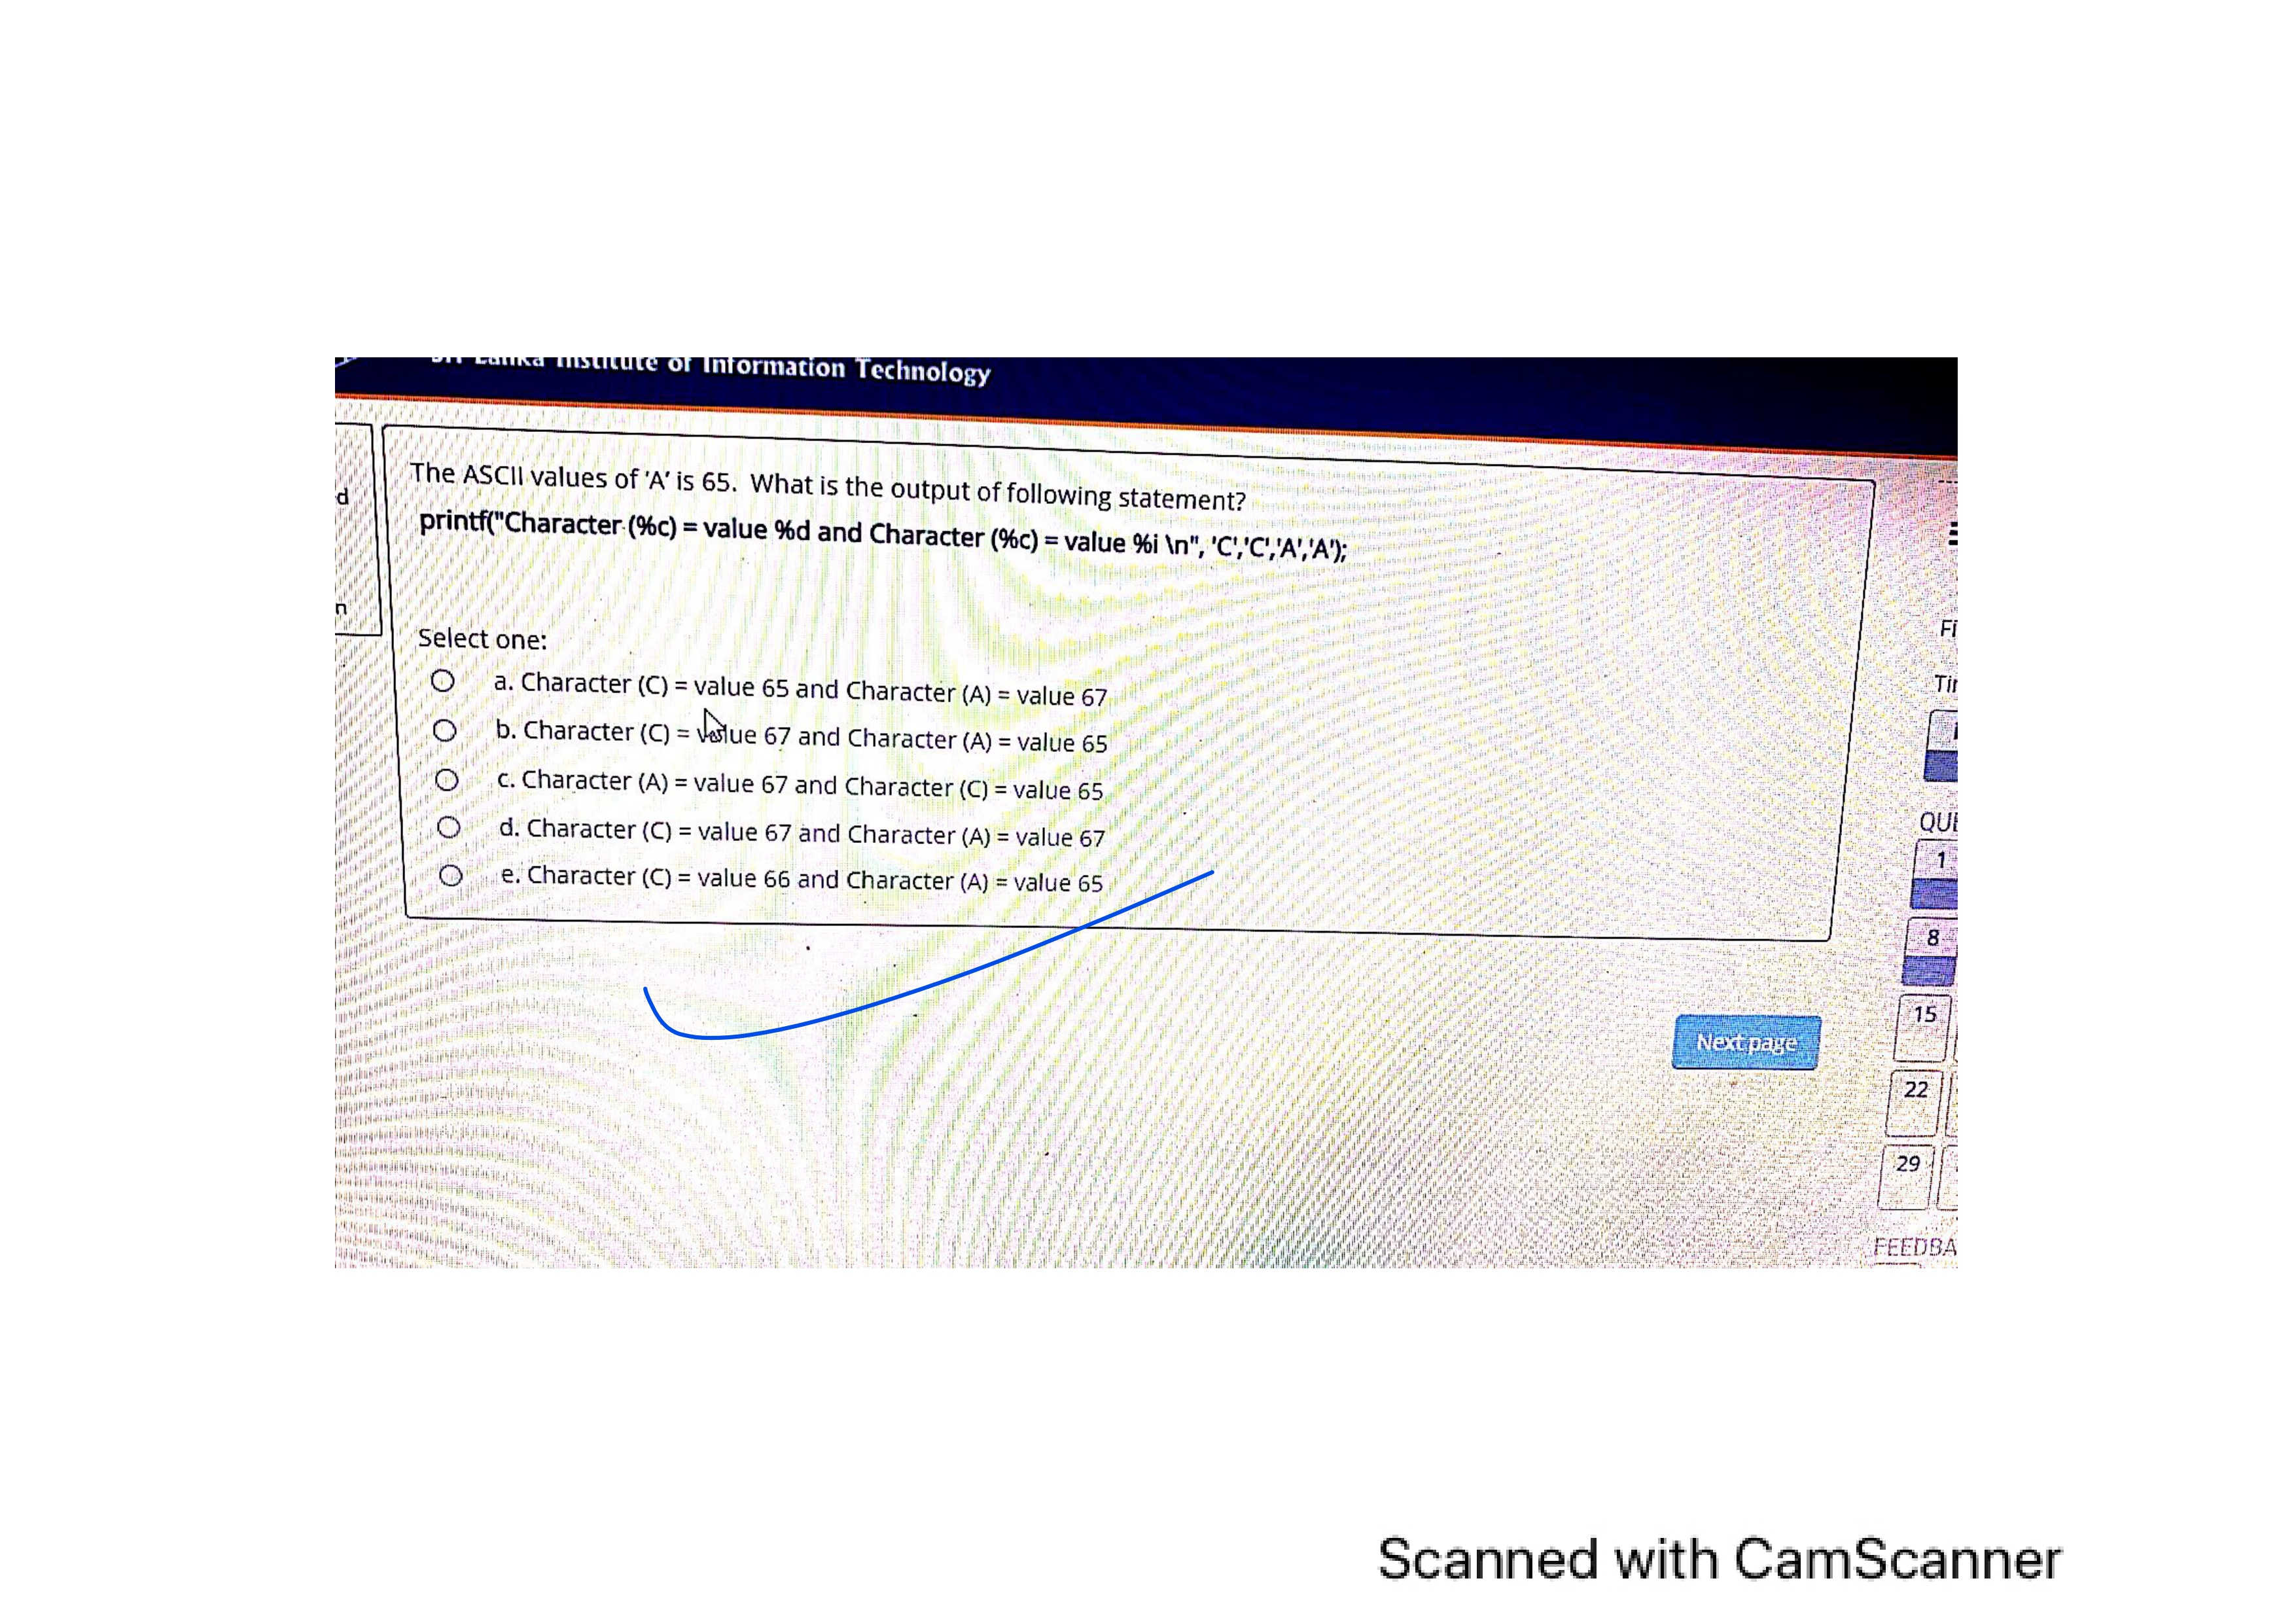 Lanka Institute of Information Technology
d
n
The ASCII values of 'A' is 65. What is the output of following statement?
printf("Character (%c) = value %d and Character (%c) = value %i \n", 'C','C','A','A');
Select one:
a. Character (C) = value 65 and Character (A) = value 67
b. Character (C) = value 67 and Character (A) = value 65
c. Character (A) = value 67 and Character (C) = value 65
d. Character (C) = value 67 and Character (A) = value 67
e. Character (C) = value 66 and Character (A) = value 65
Next page
Fi
Tir
QUE
1
8
15
22
29
FEEDBA
Scanned with CamScanner